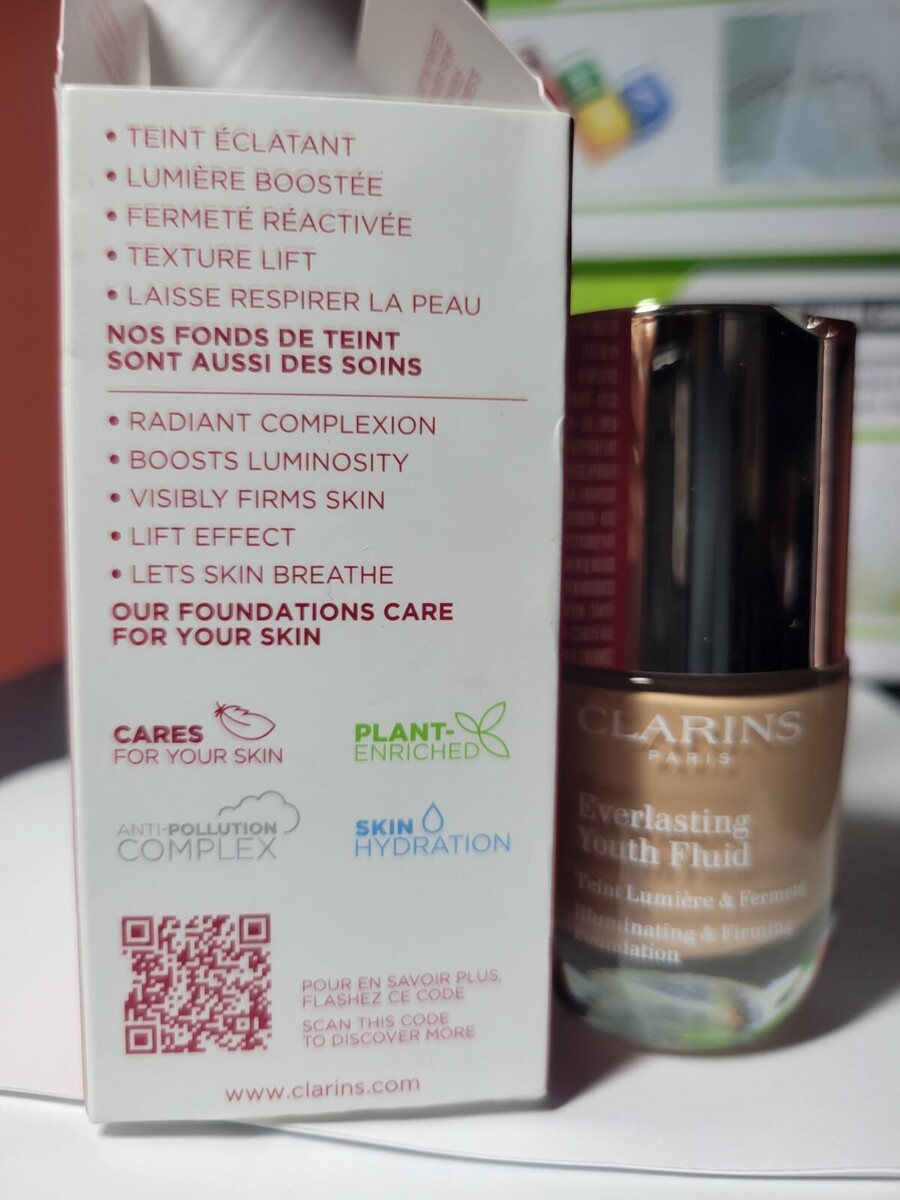 • TEINT ÉCLATANT
• LUMIÈRE BOOSTÉE
• FERMETÉ RÉACTIVÉE
• TEXTURE LIFT
• LAISSE RESPIRER LA PEAU
NOS FONDS DE TEINT
SONT AUSSI DES SOINS
• RADIANT COMPLEXION
• BOOSTS LUMINOSITY
• VISIBLY FIRMS SKIN
• LIFT EFFECT
• LETS SKIN BREATHE
OUR FOUNDATIONS CARE
FOR YOUR SKIN
CARES
FOR YOUR SKIN
PLANT-
ENRICHED
ANTI-POLLUTION
COMPLEX
SKIN
HYDRATION
POUR EN SAVOIR PLUS,
FLASHEZ CE CODE
SCAN THIS CODE
TO DISCOVER MORE
www.clarins.com
CLARINS
PARIS
Everlasting
Youth Fluid
Teint Lumière & Fermeté
Illuminating & Firming
Foundation